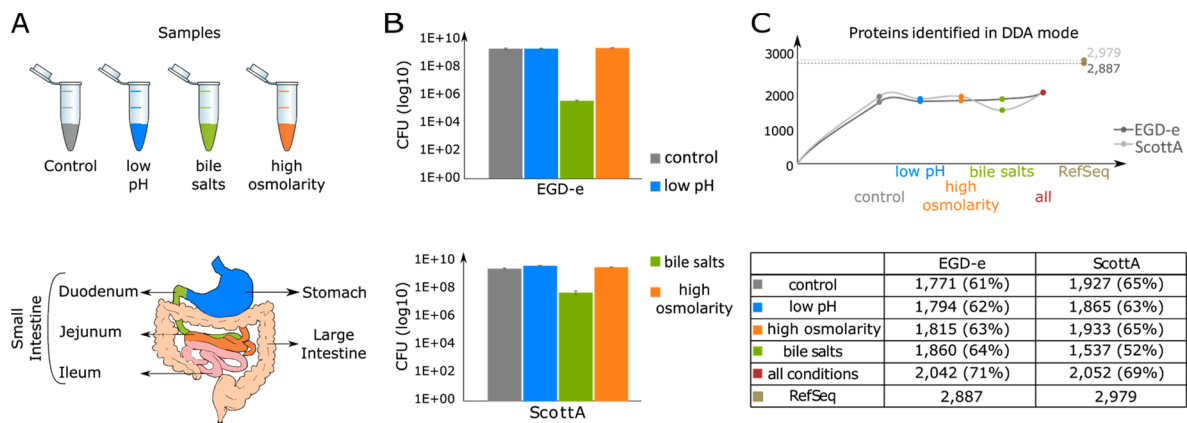 A
Samples
Control
low
pH
bile
salts
high
osmolarity
Small
Intestine
Duodenum
Jejunum
Ileum
Stomach
Large
Intestine
B
CFU (log10)
1E+10
1E+08
1E+06
1E+04
1E+02
1E+00
EGD-e
control
low pH
CFU (log10)
1E+10
1E+08
1E+06
1E+04
1E+02
1E+00
ScottA
bile salts
high
osmolarity
C
Proteins identified in DDA mode
3000
2000
1000
0
2,979
2,887
EGD-e
ScottA
control
low pH
high
osmolarity
bile salts
all
RefSeq
EGD-e ScottA
control 1,771 (61%) 1,927 (65%)
low pH 1,794 (62%) 1,865 (63%)
high osmolarity 1,815 (63%) 1,933 (65%)
bile salts 1,860 (64%) 1,537 (52%)
all conditions 2,042 (71%) 2,052 (69%)
RefSeq 2,887 2,979